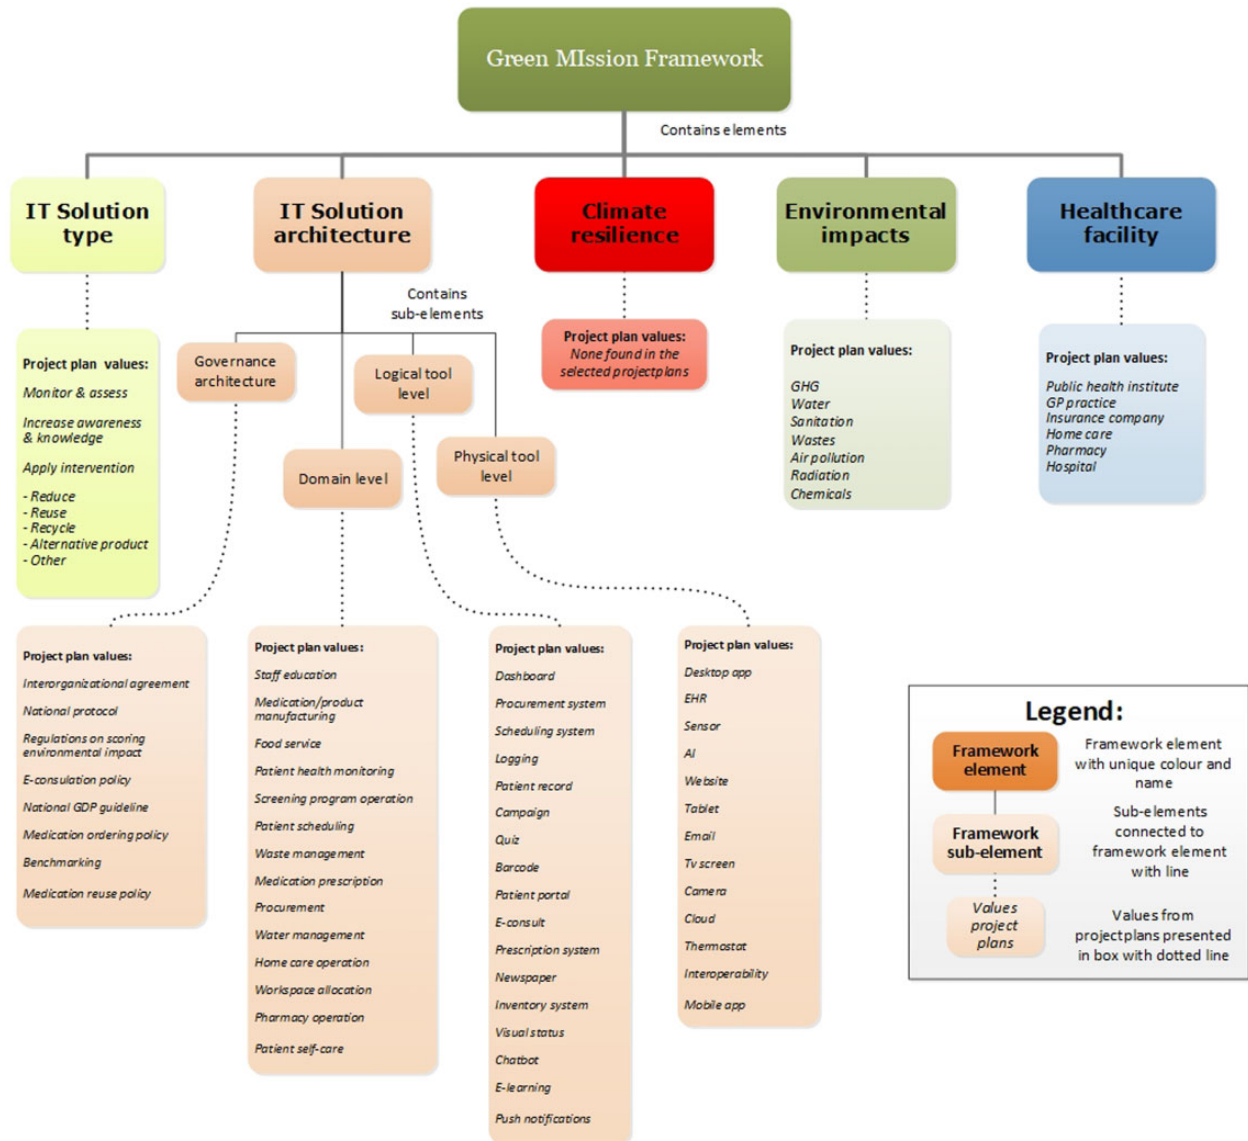 Green MIssion Framework
Contains elements
IT Solution
type
IT Solution
architecture
Climate
resilience
Environmental
impacts
Healthcare
facility
Contains
sub-elements
Project plan values:
Monitor & assess
Increase awareness
& knowledge
Apply intervention
- Reduce
- Reuse
- Recycle
- Alternative product
- Other
Governance
architecture
Logical tool
level
Domain level
Physical tool
level
Project plan values:
None found in the
selected projectplans
Project plan values:
GHG
Water
Sanitation
Wastes
Air pollution
Radiation
Chemicals
Project plan values:
Public health institute
GP practice
Insurance company
Home care
Pharmacy
Hospital
Project plan values:
Interorganizational agreement
National protocol
Regulations on scoring
environmental impact
E-consulation policy
National GDP guideline
Medication ordering policy
Benchmarking
Medication reuse policy
Project plan values:
Staff education
Medication/product
manufacturing
Food service
Patient health monitoring
Screening program operation
Patient scheduling
Waste management
Medication prescription
Procurement
Water management
Home care operation
Workspace allocation
Pharmacy operation
Patient self-care
Project plan values:
Dashboard
Procurement system
Scheduling system
Logging
Patient record
Campaign
Quiz
Barcode
Patient portal
E-consult
Prescription system
Newspaper
Inventory system
Visual status
Chatbot
E-learning
Push notifications
Project plan values:
Desktop app
EHR
Sensor
AI
Website
Tablet
Email
Tv screen
Camera
Cloud
Thermostat
Interoperability
Mobile app
Legend:
Framework
element
Framework element
with unique colour and
name
Framework
sub-element
Sub-elements
connected to
framework element
with line
Values
project
plans
Values from
projectplans presented
in box with dotted line